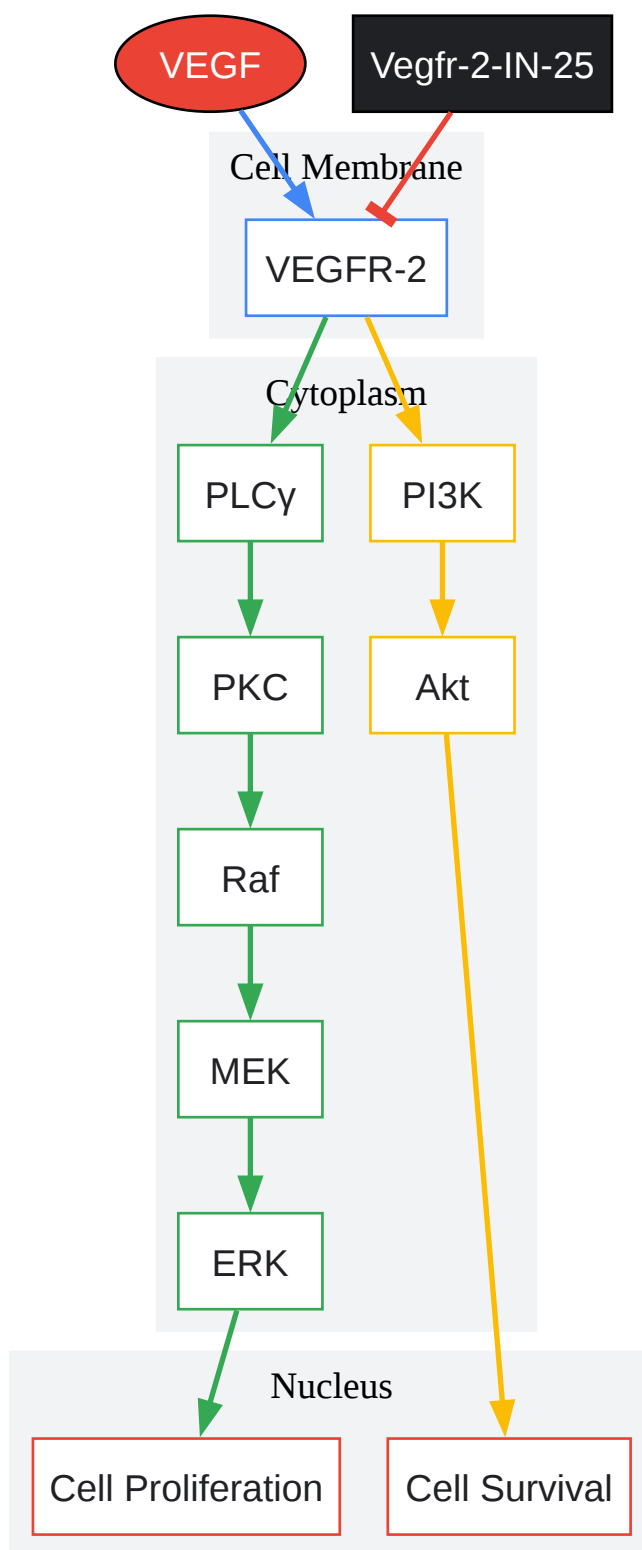 VEGF
Vegfr-2-IN-25
Cell Membrane
VEGFR-2
Cytoplasm
PLCγ
PI3K
PKC
Akt
Raf
MEK
ERK
Nucleus
Cell Proliferation
Cell Survival